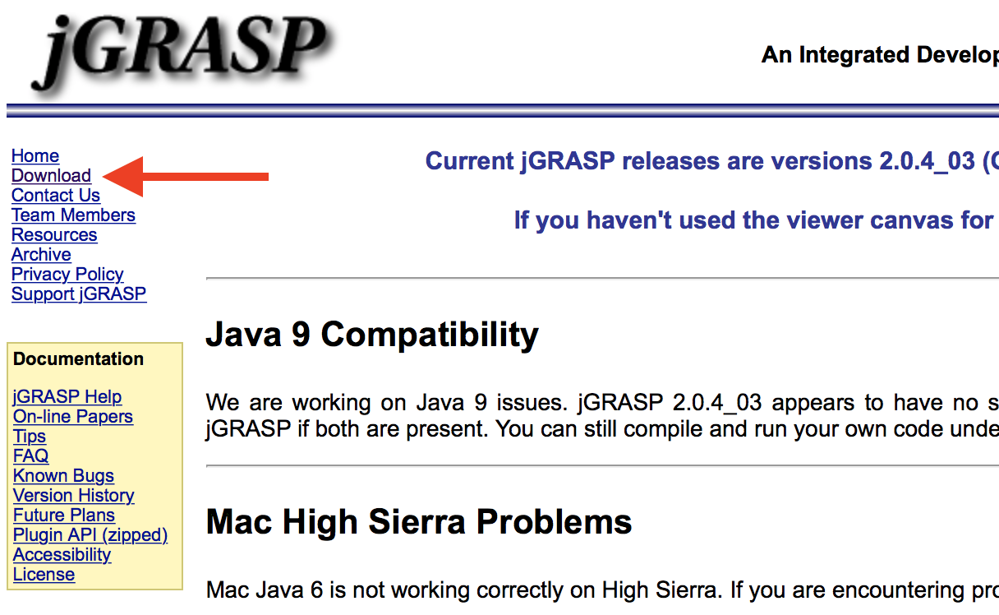 jGRASP
An Integrated Develop
Home
Download
Contact Us
Team Members
Resources
Archive
Privacy Policy
Support jGRASP
Documentation
jGRASP Help
On-line Papers
Tips
FAQ
Known Bugs
Version History
Future Plans
Plugin API (zipped)
Accessibility
License
Current jGRASP releases are versions 2.0.4_03 (
If you haven't used the viewer canvas for
Java 9 Compatibility
We are working on Java 9 issues. jGRASP 2.0.4_03 appears to have no s
jGRASP if both are present. You can still compile and run your own code unde
Mac High Sierra Problems
Mac Java 6 is not working correctly on High Sierra. If you are encountering pro